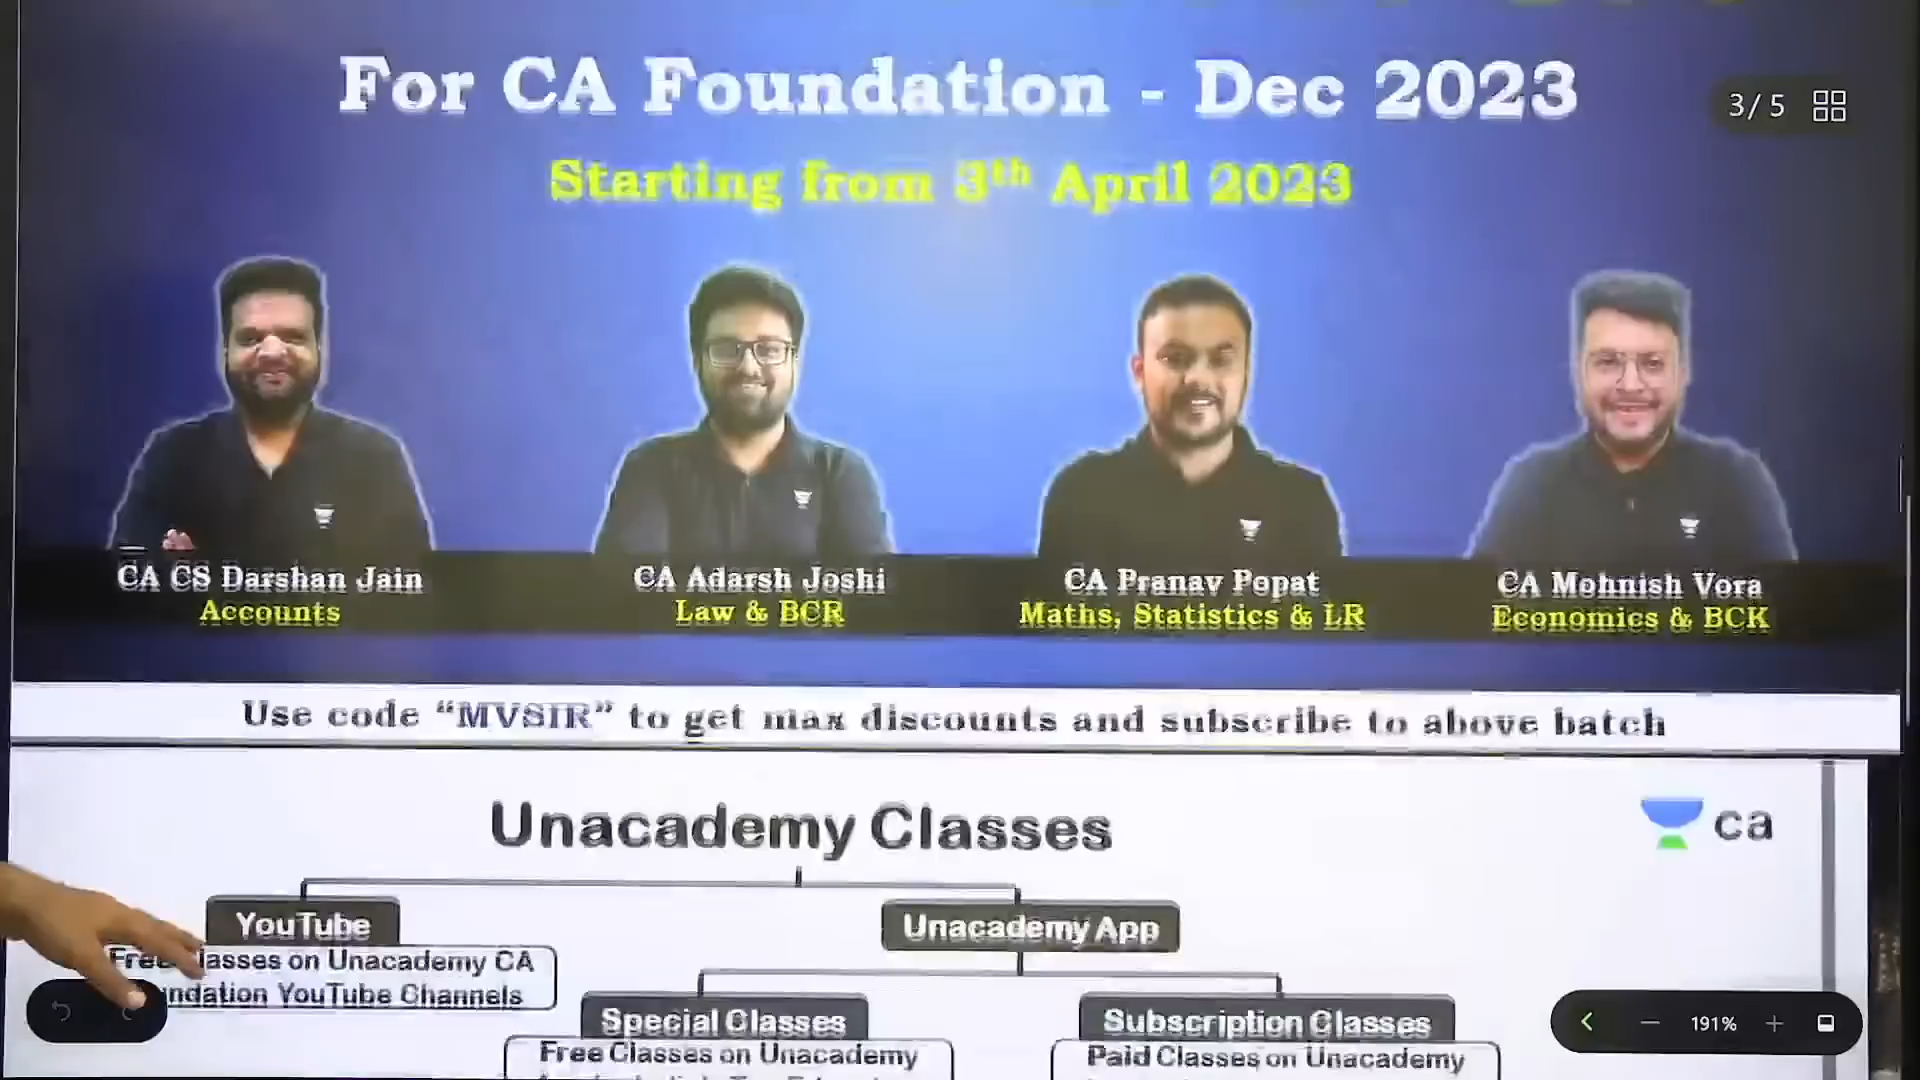 For CA Foundation - Dec 2023
3/5
Starting from 3th April 2023
CA CS Darshan Jain
Accounts
CA Adarsh Joshi
Law & BCR
CA Pranav Popat
Maths, Statistics & LR
CA Mohnish Vora
Economics & BCK
Use code “MVSIR” to get max discounts and subscribe to above batch
Unacademy Classes
ca
YouTube
Free lasses on Unacademy CA
undation YouTube Channels
Unacademy App
Special Classes
Free Classes on Unacademy
Subscription Classes
Paid Classes on Unacademy
191%